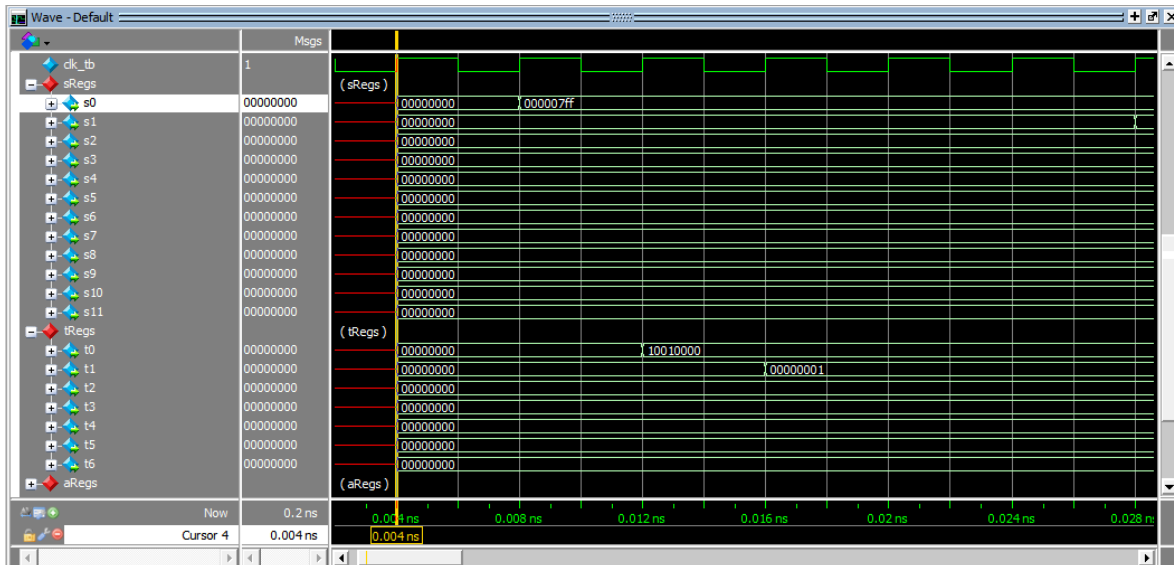 Wave - Default
Msgs
clk_tb 1
sRegs (sRegs)
s0 00000000 00000000 000007ff
s1 00000000 00000000
s2 00000000 00000000
s3 00000000 00000000
s4 00000000 00000000
s5 00000000 00000000
s6 00000000 00000000
s7 00000000 00000000
s8 00000000 00000000
s9 00000000 00000000
s10 00000000 00000000
s11 00000000 00000000
tRegs (tRegs)
t0 00000000 00000000 10010000
t1 00000000 00000000 00000001
t2 00000000 00000000
t3 00000000 00000000
t4 00000000 00000000
t5 00000000 00000000
t6 00000000 00000000
aRegs (aRegs)
Now 0.2 ns 0.004 ns 0.008 ns 0.012 ns 0.016 ns 0.02 ns 0.024 ns 0.028 n
Cursor 4 0.004 ns 0.004 ns